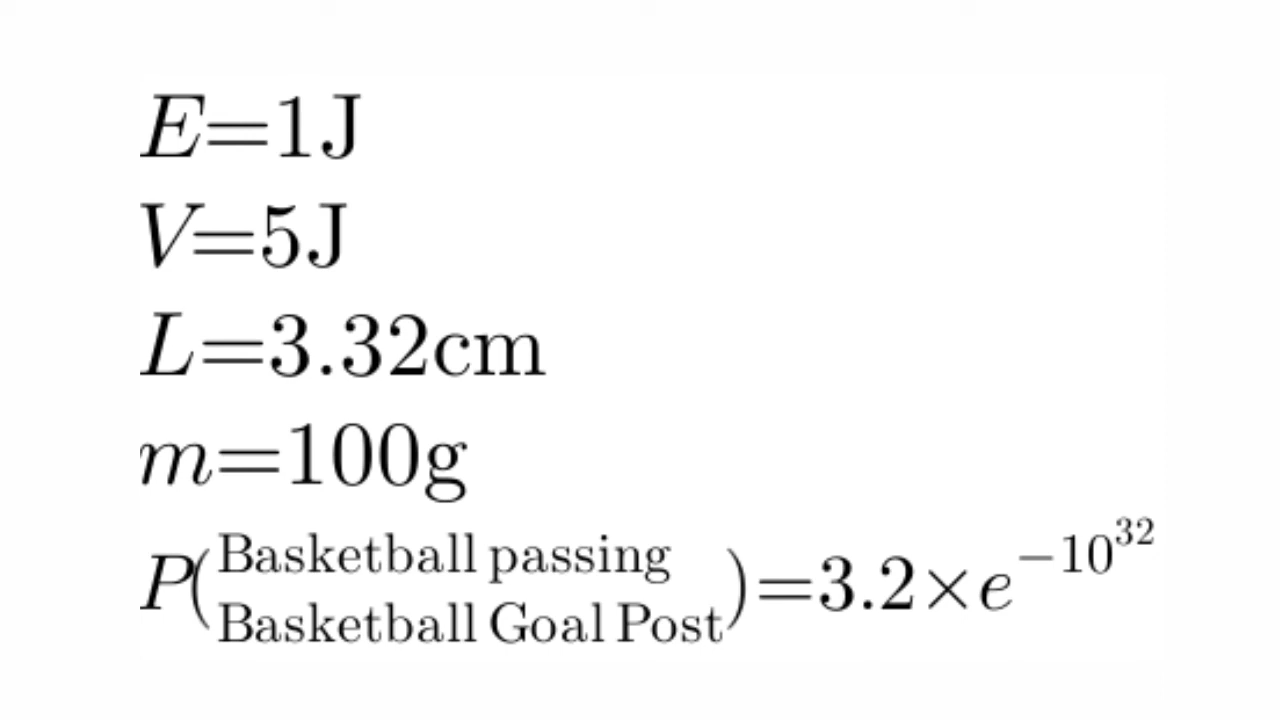 E=1J
V=5J
L=3.32cm
m=100g
P(Basketball passing
Basketball Goal Post)=3.2×e^{-10^{32}}